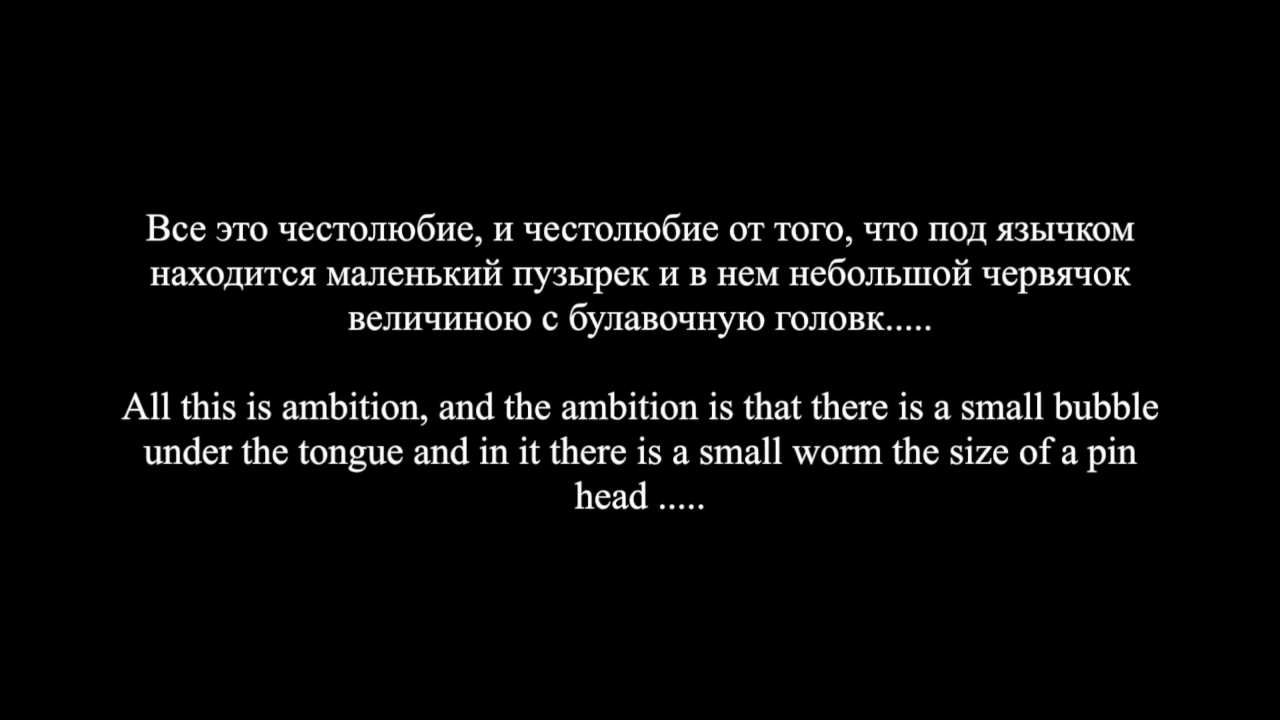 Все это честолюбие, и честолюбие от того, что под язычком
находится маленький пузырек и в нем небольшой червячок
величиною с булавочную головк.....
All this is ambition, and the ambition is that there is a small bubble
under the tongue and in it there is a small worm the size of a pin
head .....